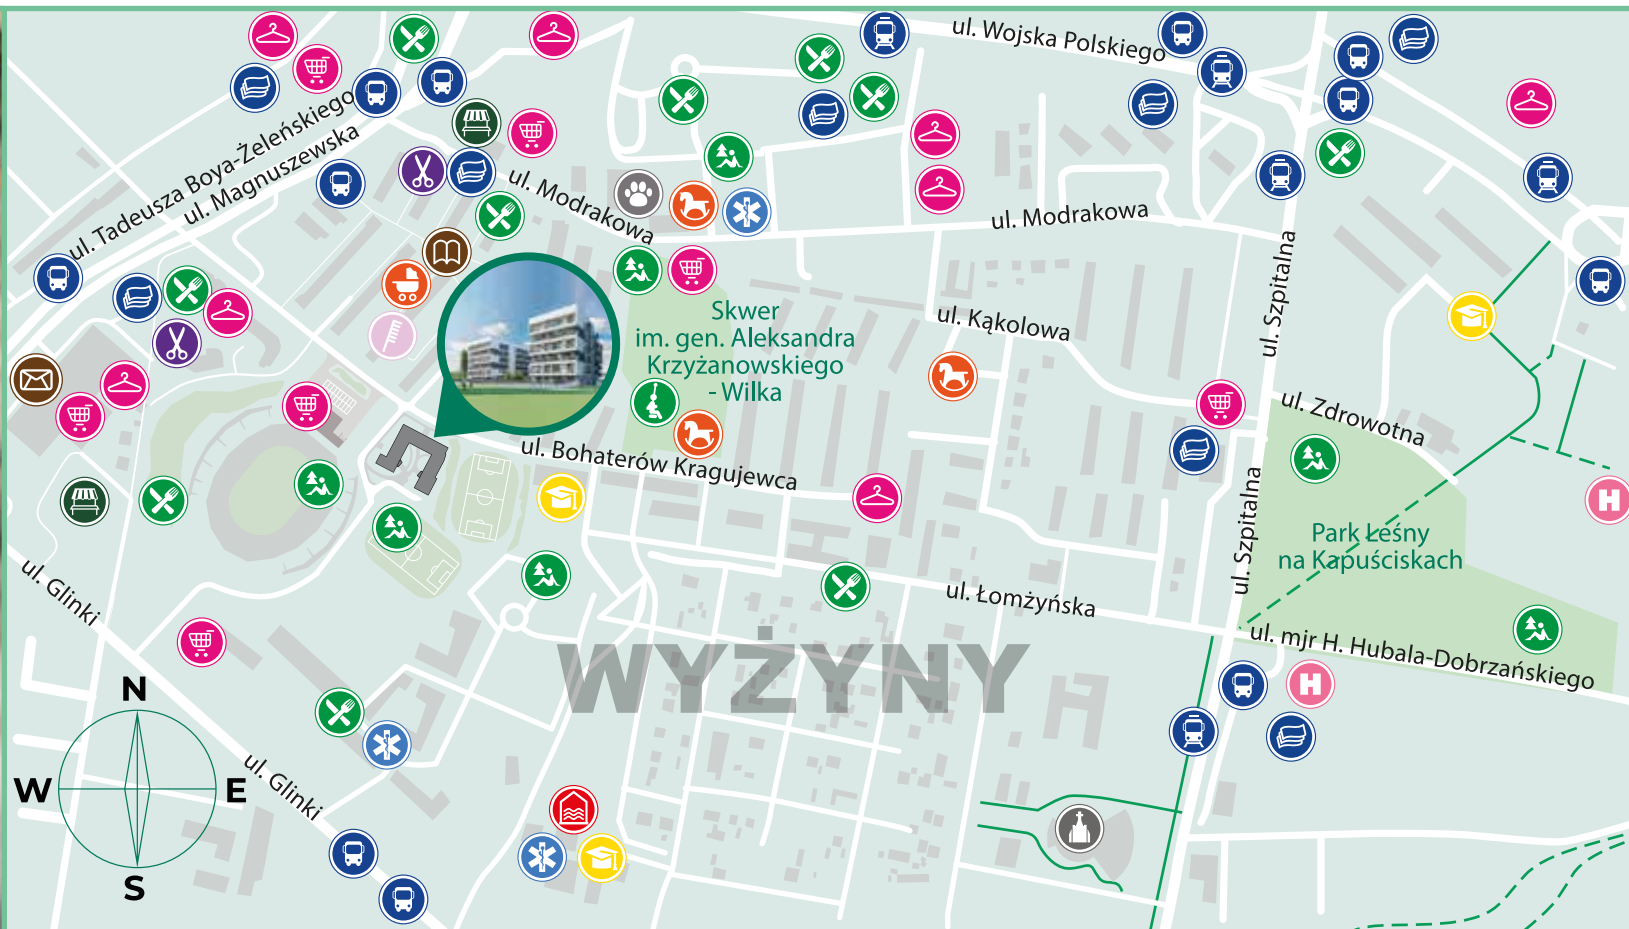 ul. Wojska Polskiego
ul. Tadeusza Boya-Żeleńskiego
ul. Magnuszewska
ul. Modrakowa
ul. Modrakowa
ul. Szpitalna
Skwer
im. gen. Aleksandra
Krzyżanowskiego
- Wilka
ul. Kąkolowa
ul. Zdrowotna
ul. Bohaterów Kragujewca
ul. Szpitalna
H
Park Leśny
na Kapuściskach
ul. Glinki
ul. Łomżyńska
ul. mjr H. Hubala-Dobrzańskiego
WYŻYNY
H
N
W
E
S
ul. Glinki